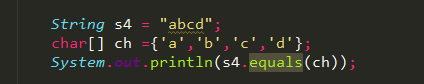 String s4 = "abcd";
char[] ch ={'a','b','c','d'};
System.out.println(s4.equals(ch));